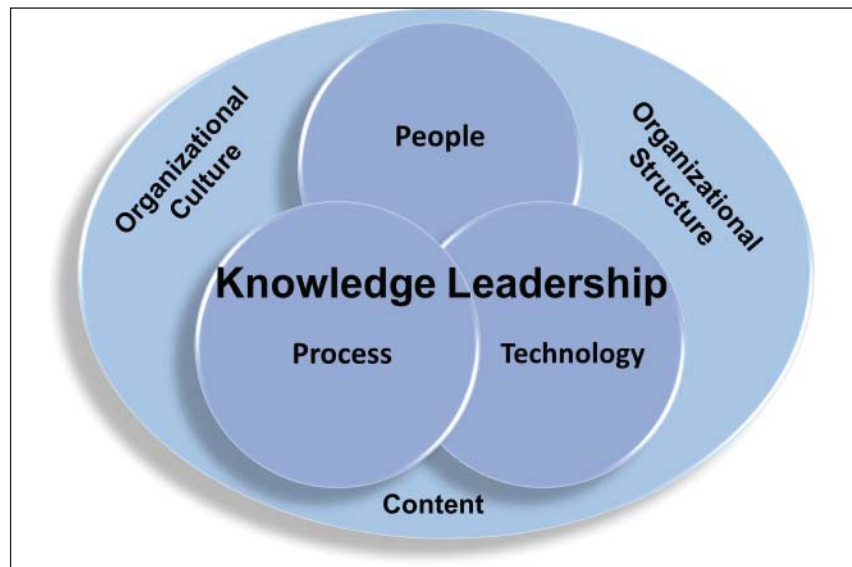 Organizational
Culture
People
Organizational
Structure
Knowledge Leadership
Process
Technology
Content